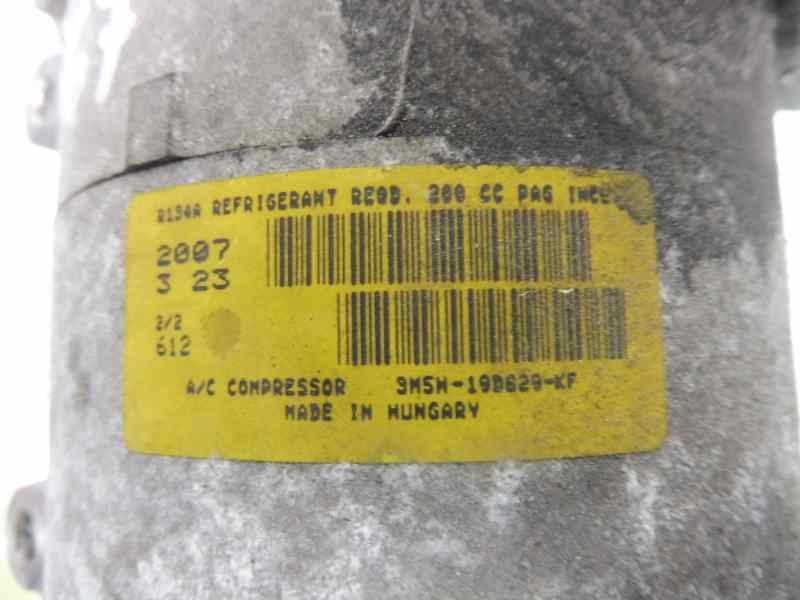 R134A REFRIGERANT REQD. 200 CC PAG INCL
2007
3 23
2/2
612
A/C COMPRESSOR 3M5H-19D629-KF
MADE IN HUNGARY